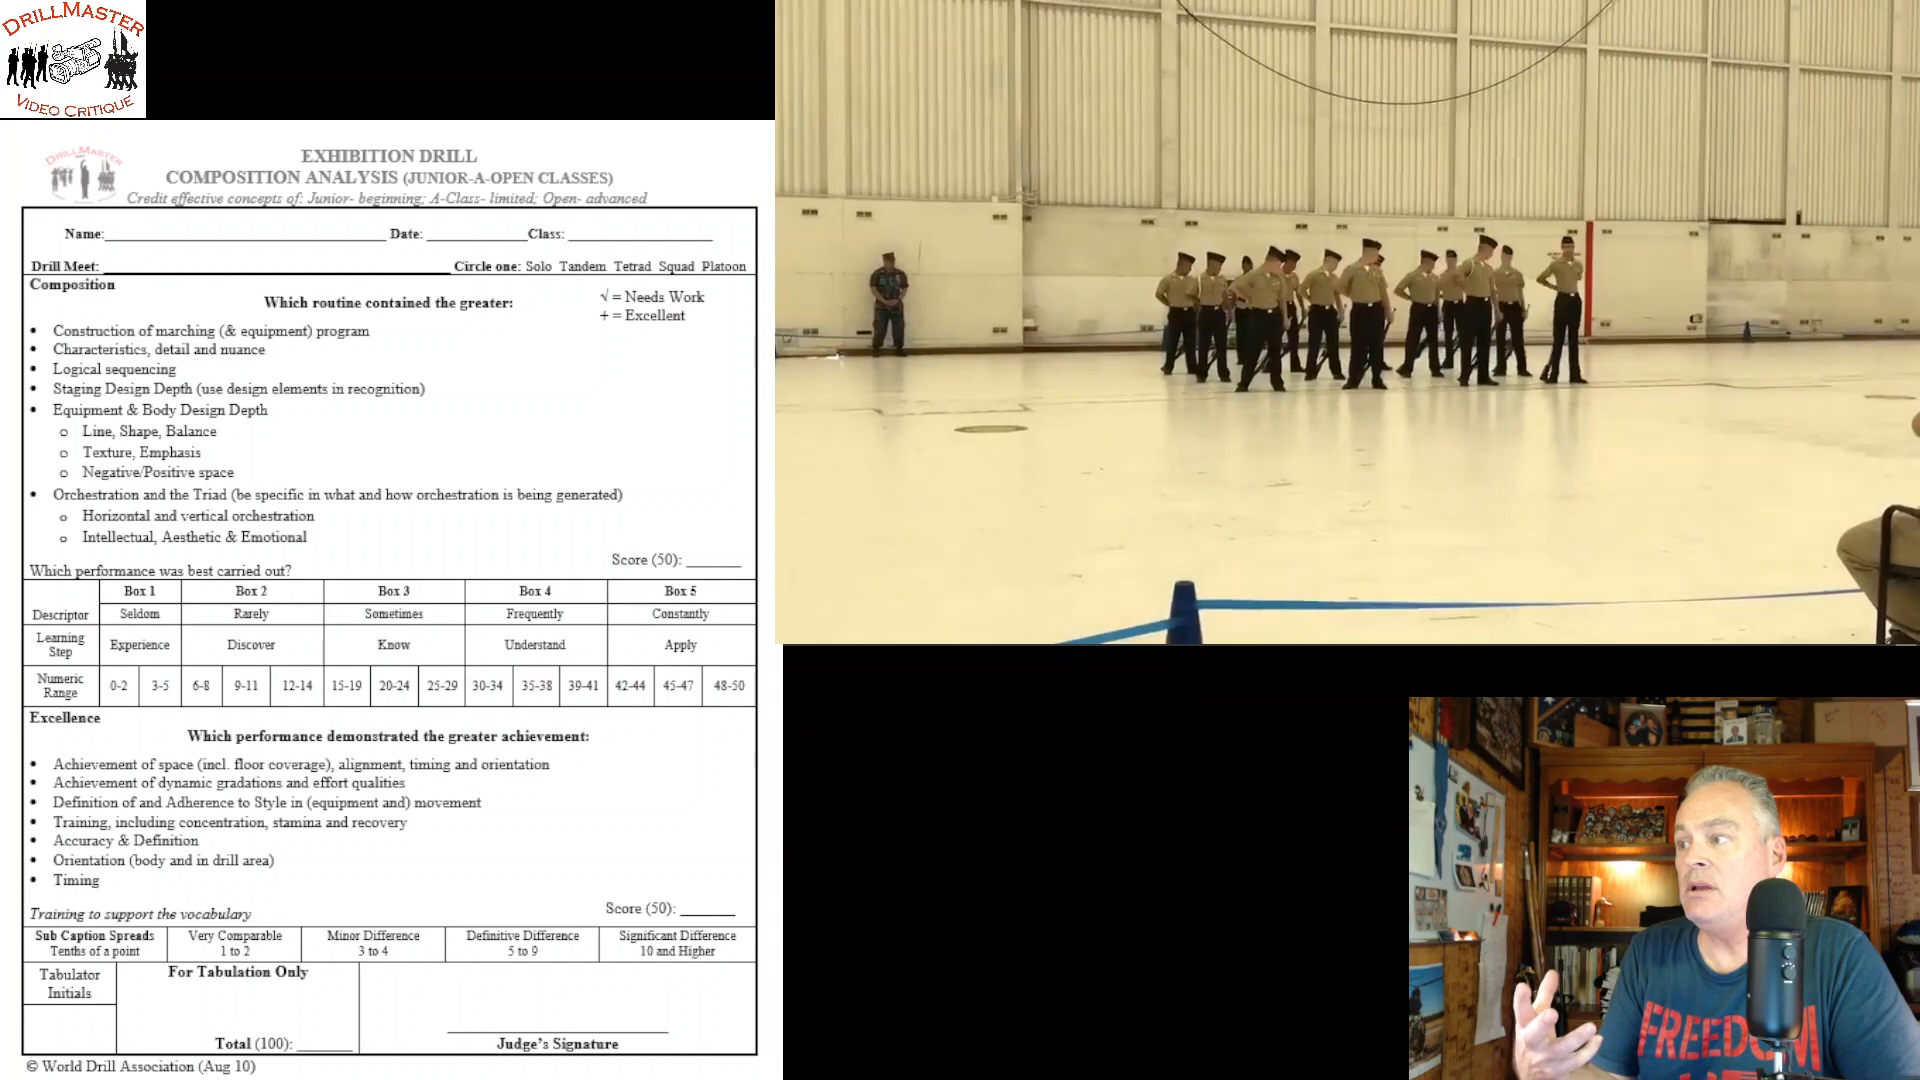 DRILLMASTER
VIDEO CRITIQUE
DRILLMASTER
EXHIBITION DRILL
COMPOSITION ANALYSIS (JUNIOR-A-OPEN CLASSES)
Credit effective concepts of: Junior- beginning; A-Class- limited; Open- advanced
Name: Date: Class:
Drill Meet: Circle one: Solo Tandem Tetrad Squad Platoon
Composition
Which routine contained the greater:
√ = Needs Work
+ = Excellent
• Construction of marching (& equipment) program
• Characteristics, detail and nuance
• Logical sequencing
• Staging Design Depth (use design elements in recognition)
• Equipment & Body Design Depth
o Line, Shape, Balance
o Texture, Emphasis
o Negative/Positive space
• Orchestration and the Triad (be specific in what and how orchestration is being generated)
o Horizontal and vertical orchestration
o Intellectual, Aesthetic & Emotional
Score (50):
Which performance was best carried out?
Box 1 Box 2 Box 3 Box 4 Box 5
Descriptor Seldom Rarely Sometimes Frequently Constantly
Learning Step Experience Discover Know Understand Apply
Numeric Range 0-2 3-5 6-8 9-11 12-14 15-19 20-24 25-29 30-34 35-38 39-41 42-44 45-47 48-50
Excellence
Which performance demonstrated the greater achievement:
• Achievement of space (incl. floor coverage), alignment, timing and orientation
• Achievement of dynamic gradations and effort qualities
• Definition of and Adherence to Style in (equipment and) movement
• Training, including concentration, stamina and recovery
• Accuracy & Definition
• Orientation (body and in drill area)
• Timing
Score (50):
Training to support the vocabulary
Sub Caption Spreads Very Comparable Minor Difference Definitive Difference Significant Difference
Tenths of a point 1 to 2 3 to 4 5 to 9 10 and Higher
Tabulator Initials
For Tabulation Only
Total (100):
Judge's Signature
© World Drill Association (Aug 10)
FREEDOM